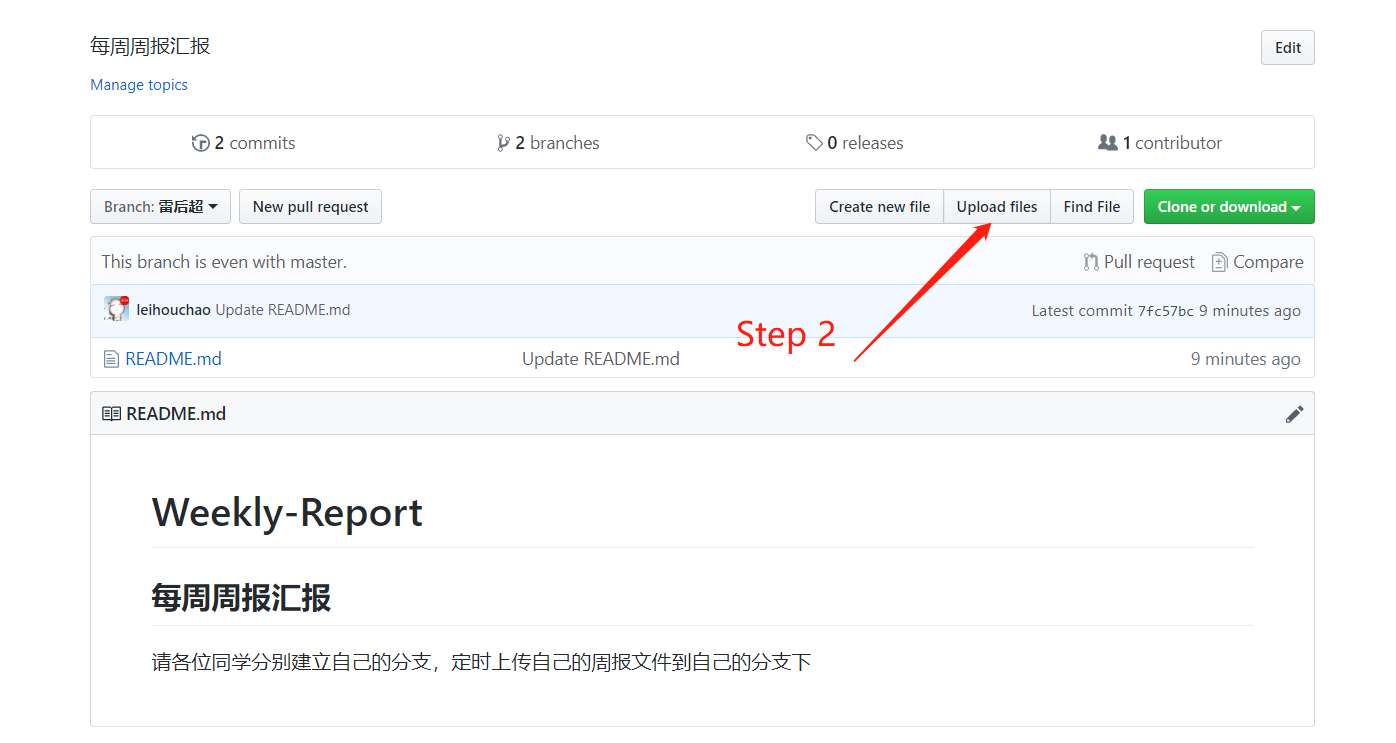 每周周报汇报
Edit
Manage topics
2 commits
2 branches
0 releases
1 contributor
Branch: 雷后超
New pull request
Create new file
Upload files
Find File
Clone or download
This branch is even with master.
Pull request
Compare
leihouchao Update README.md
Latest commit 7fc57bc 9 minutes ago
Step 2
README.md
Update README.md
9 minutes ago
README.md
Weekly-Report
每周周报汇报
请各位同学分别建立自己的分支，定时上传自己的周报文件到自己的分支下